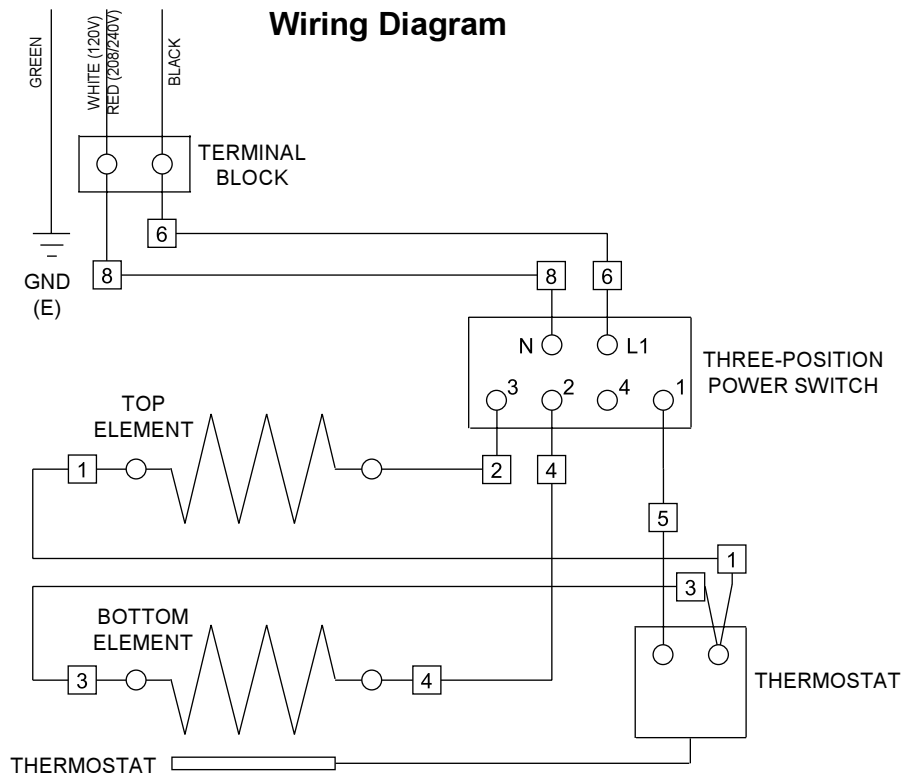 Wiring Diagram
GREEN
WHITE (120V)
RED (208/240V)
BLACK
TERMINAL
BLOCK
6
8
8
6
GND
(E)
N
L1
THREE-POSITION
POWER SWITCH
3
2
4
1
TOP
ELEMENT
1
2
4
5
1
3
BOTTOM
ELEMENT
3
4
THERMOSTAT
THERMOSTAT